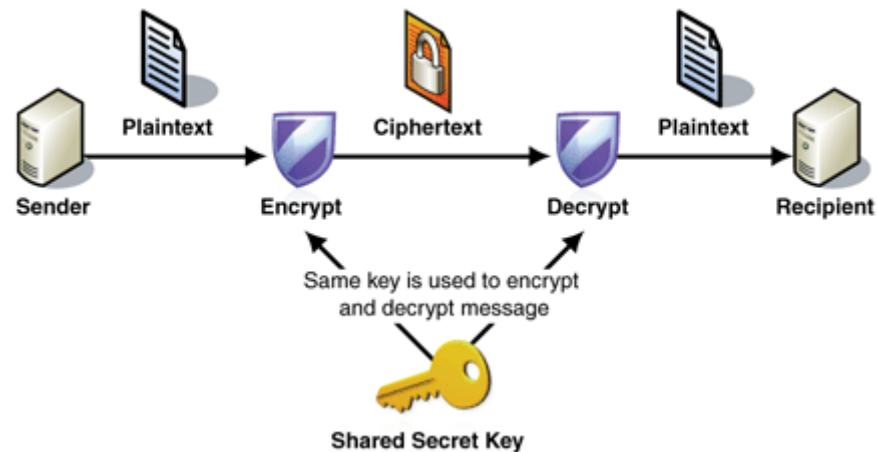 Plaintext
Ciphertext
Plaintext
Sender
Encrypt
Decrypt
Recipient
Same key is used to encrypt
and decrypt message
Shared Secret Key